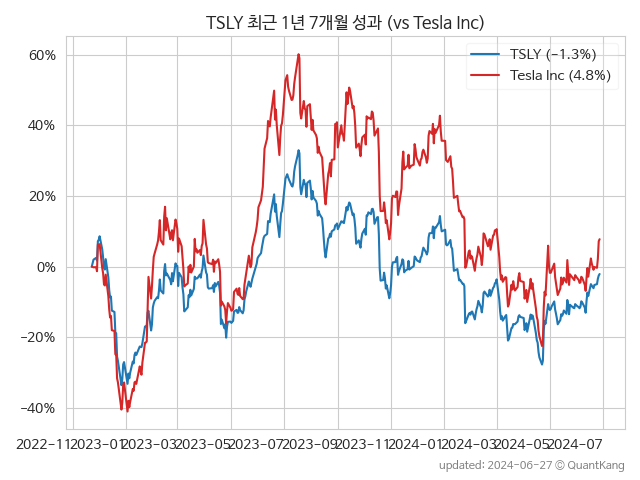 TSLY 최근 1년 7개월 성과 (vs Tesla Inc)
TSLY (−1.3%)
Tesla Inc (4.8%)
60%
40%
20%
0%
−20%
−40%
2022-11 2023-01 2023-03 2023-05 2023-07 2023-09 2023-11 2024-01 2024-03 2024-05 2024-07
updated: 2024-06-27 © QuantKang